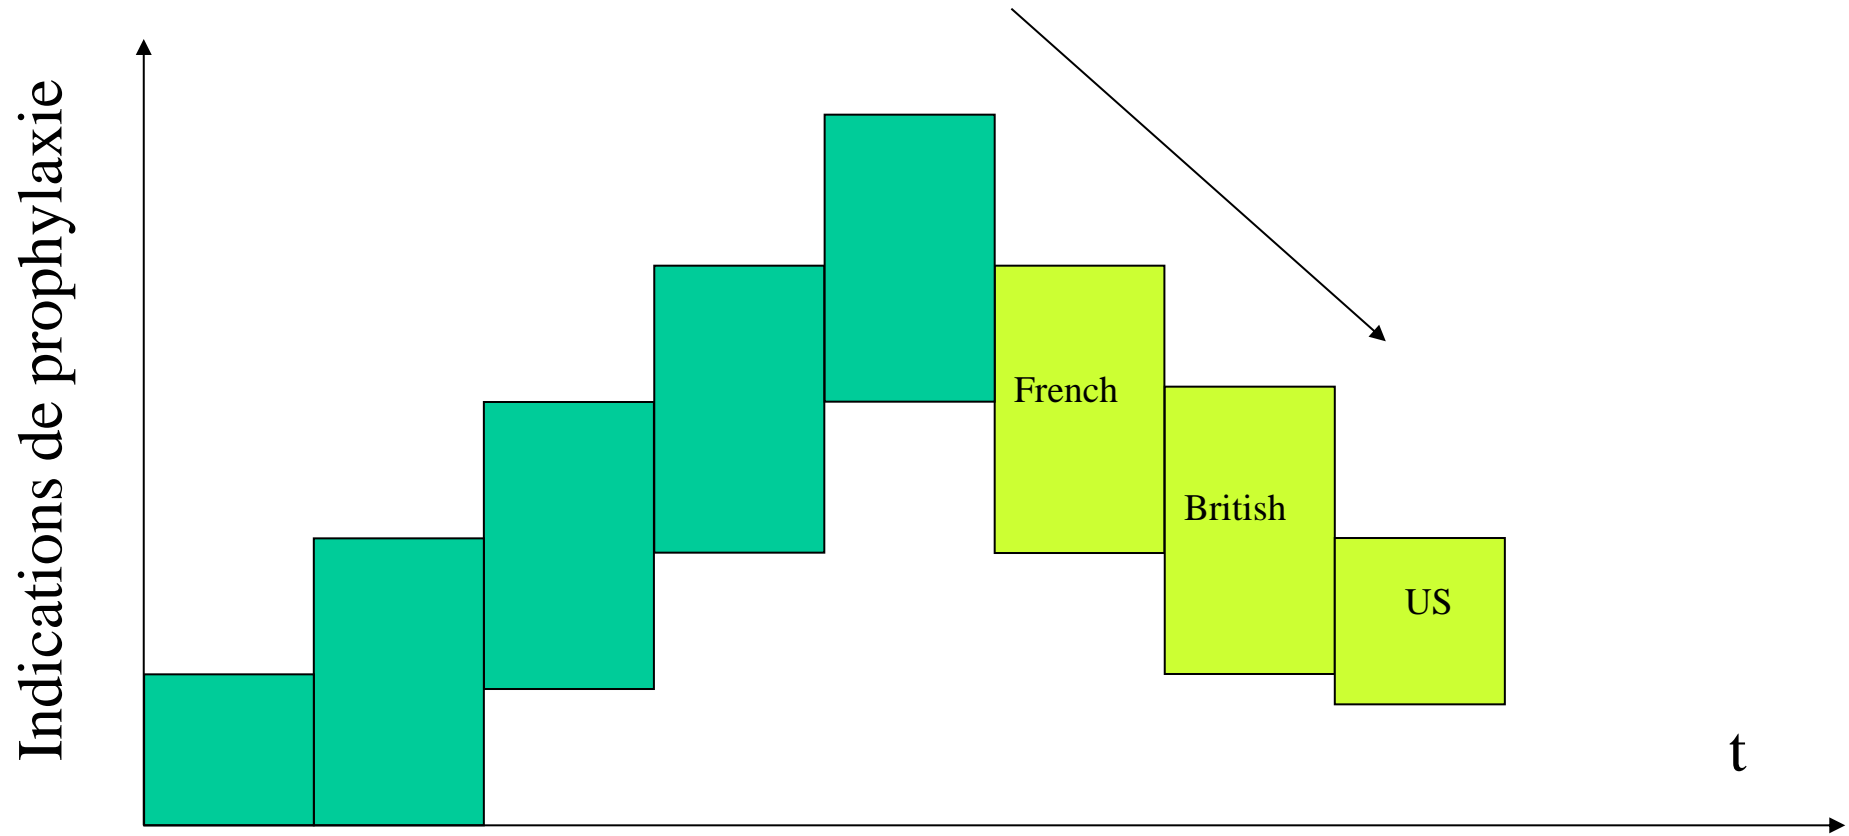 Indications de prophylaxie
French
British
US
t